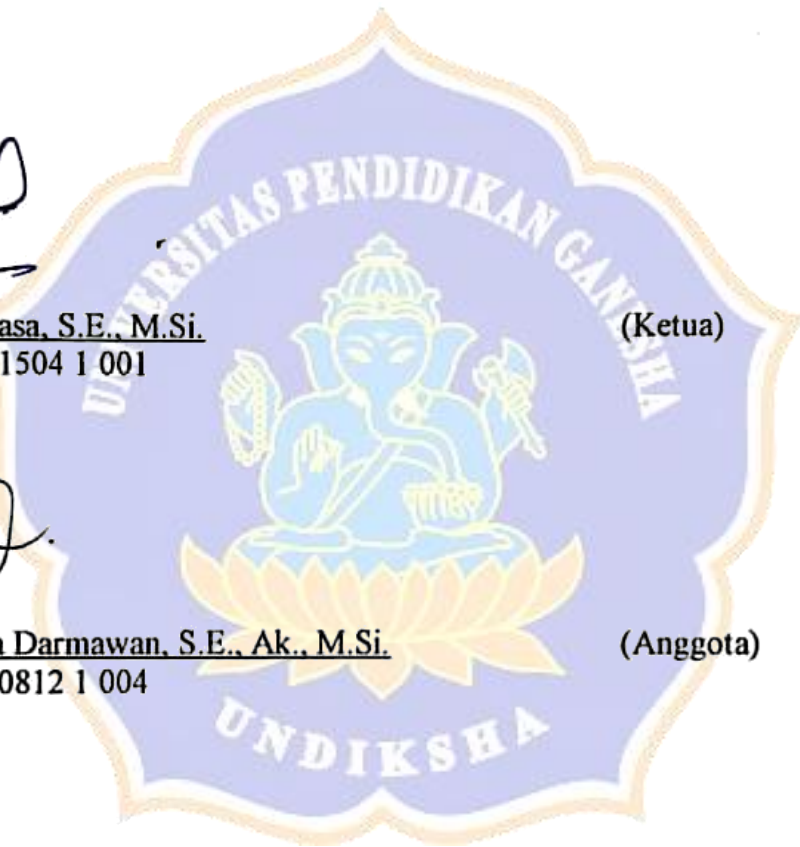 UNIVERSITAS PENDIDIKAN GANESHA
asa, S.E., M.Si. (Ketua)
1504 1 001
Darmawan, S.E., Ak., M.Si. (Anggota)
0812 1 004
UNDIKSHA